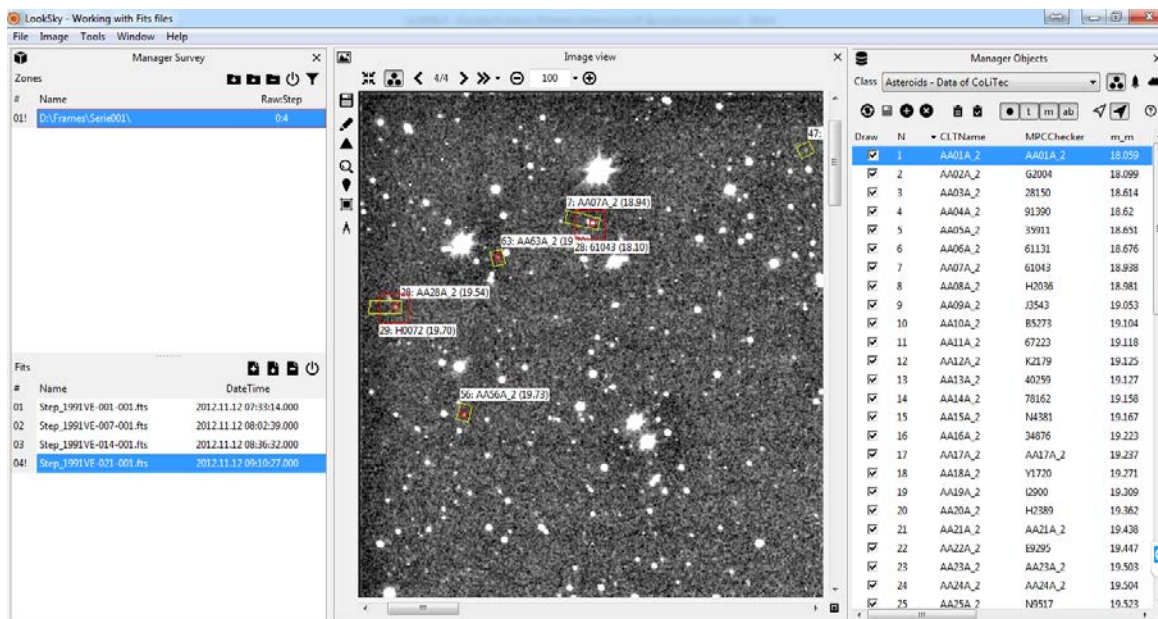 LookSky - Working with Fits files
File Image Tools Window Help
Manager Survey
Zones
# Name Raw:Step
01! D:\Frames\Serie001\ 0:4
Fits
# Name DateTime
01 Step_1991VE-001-001.fts 2012.11.12 07:33:14.000
02 Step_1991VE-007-001.fts 2012.11.12 08:02:39.000
03 Step_1991VE-014-001.fts 2012.11.12 08:36:32.000
04! Step_1991VE-021-001.fts 2012.11.12 09:10:27.000
Image view
4/4 100
47:
7: AA07A_2 (18.94)
63: AA63A_2 (19
28: 61043 (18.10)
28: AA28A_2 (19.54)
29: H0072 (19.70)
56: AA56A_2 (19.73)
Manager Objects
Class Asteroids - Data of CoLiTec
t m ab
Draw N CLTName MPCChecker m_m
1 AA01A_2 AA01A_2 18.059
2 AA02A_2 G2004 18.099
3 AA03A_2 28150 18.614
4 AA04A_2 91390 18.62
5 AA05A_2 35911 18.651
6 AA06A_2 61131 18.676
7 AA07A_2 61043 18.938
8 AA08A_2 H2036 18.981
9 AA09A_2 J3543 19.053
10 AA10A_2 B5273 19.104
11 AA11A_2 67223 19.118
12 AA12A_2 K2179 19.125
13 AA13A_2 40259 19.127
14 AA14A_2 78162 19.158
15 AA15A_2 N4381 19.167
16 AA16A_2 34876 19.223
17 AA17A_2 AA17A_2 19.237
18 AA18A_2 Y1720 19.271
19 AA19A_2 I2900 19.309
20 AA20A_2 H2389 19.362
21 AA21A_2 AA21A_2 19.438
22 AA22A_2 E9295 19.447
23 AA23A_2 AA23A_2 19.503
24 AA24A_2 AA24A_2 19.504
25 AA25A_2 N9517 19.523